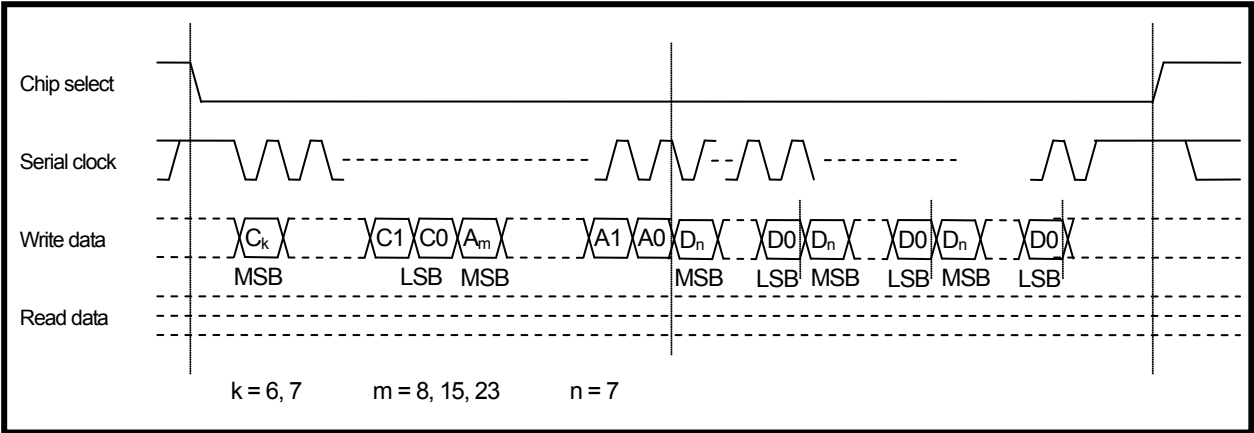 Chip select
Serial clock
Write data
Ck C1 C0 Am A1 A0 Dn D0 Dn D0 Dn D0
MSB LSB MSB MSB LSB MSB LSB MSB LSB
Read data
k = 6, 7 m = 8, 15, 23 n = 7